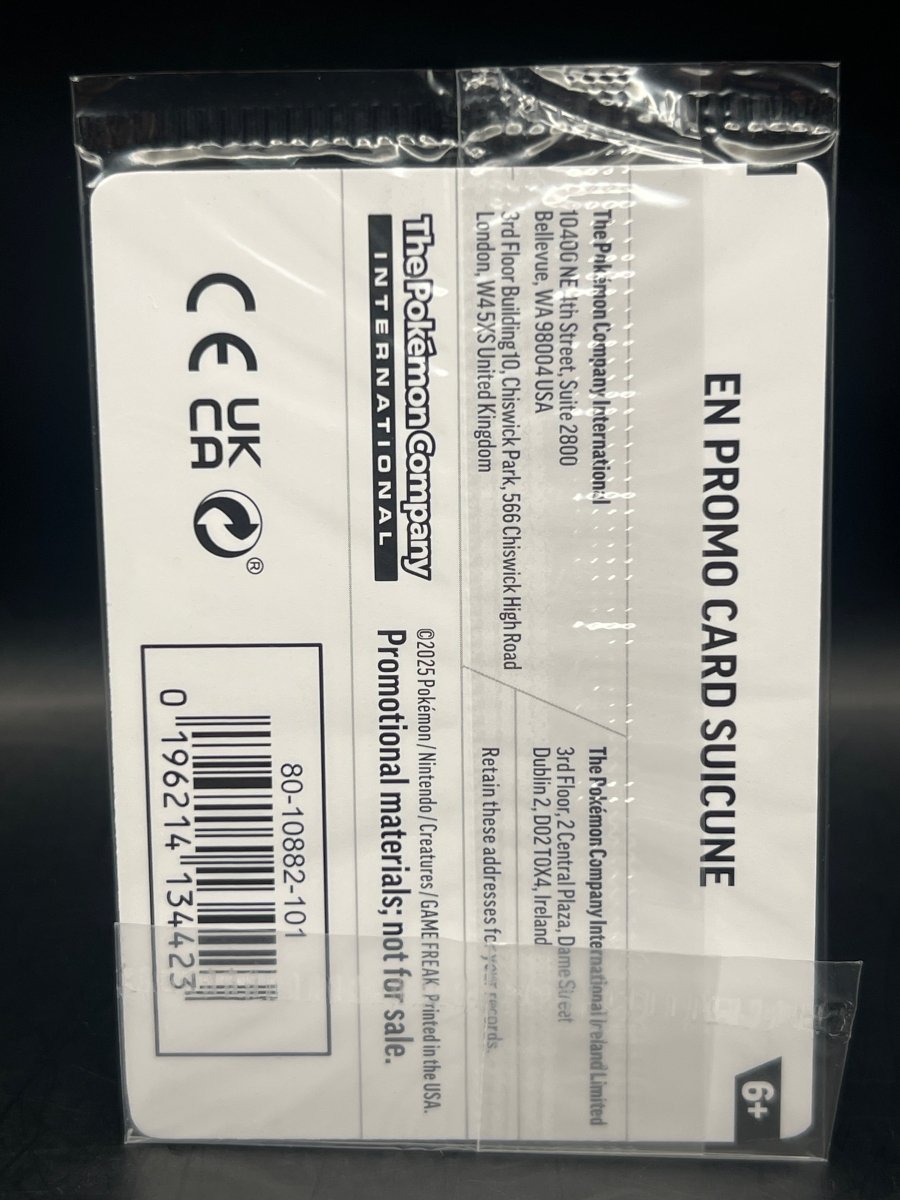 EN PROMO CARD SUICUNE
6+
The Pokémon Company International
10400 NE 4th Street, Suite 2800
Bellevue, WA 98004 USA
3rd Floor Building 10, Chiswick Park, 566 Chiswick High Road
London, W4 5XS United Kingdom
The Pokémon Company International Ireland Limited
3rd Floor, 2 Central Plaza, Dame Street
Dublin 2, D02 T0X4, Ireland
Retain these addresses for your records.
The Pokémon Company
INTERNATIONAL
©2025 Pokémon / Nintendo / Creatures / GAME FREAK. Printed in the USA.
Promotional materials; not for sale.
CE
UK
CA
®
80-10882-101
0 196214 134423